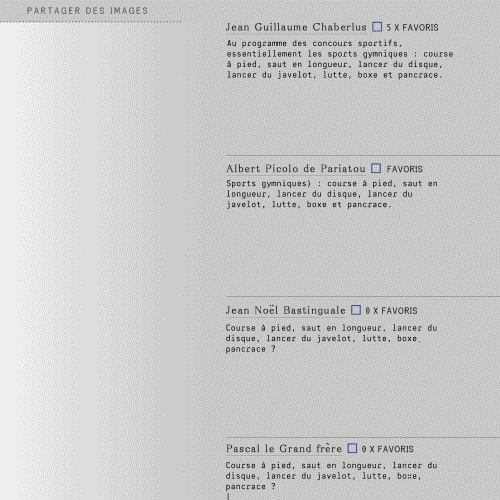 PARTAGER DES IMAGES
Jean Guillaume Chaberlus 5 X FAVORIS
Au programme des concours sportifs,
essentiellement les sports gymniques : course
à pied, saut en longueur, lancer du disque,
lancer du javelot, lutte, boxe et pancrace.
Albert Picolo de Pariatou FAVORIS
Sports gymniques) : course à pied, saut en
longueur, lancer du disque, lancer du
javelot, lutte, boxe et pancrace.
Jean Noël Bastinguale 0 X FAVORIS
Course à pied, saut en longueur, lancer du
disque, lancer du javelot, lutte, boxe,
pancrace ?
Pascal le Grand frère 0 X FAVORIS
Course à pied, saut en longueur, lancer du
disque, lancer du javelot, lutte, boxe,
pancrace ?